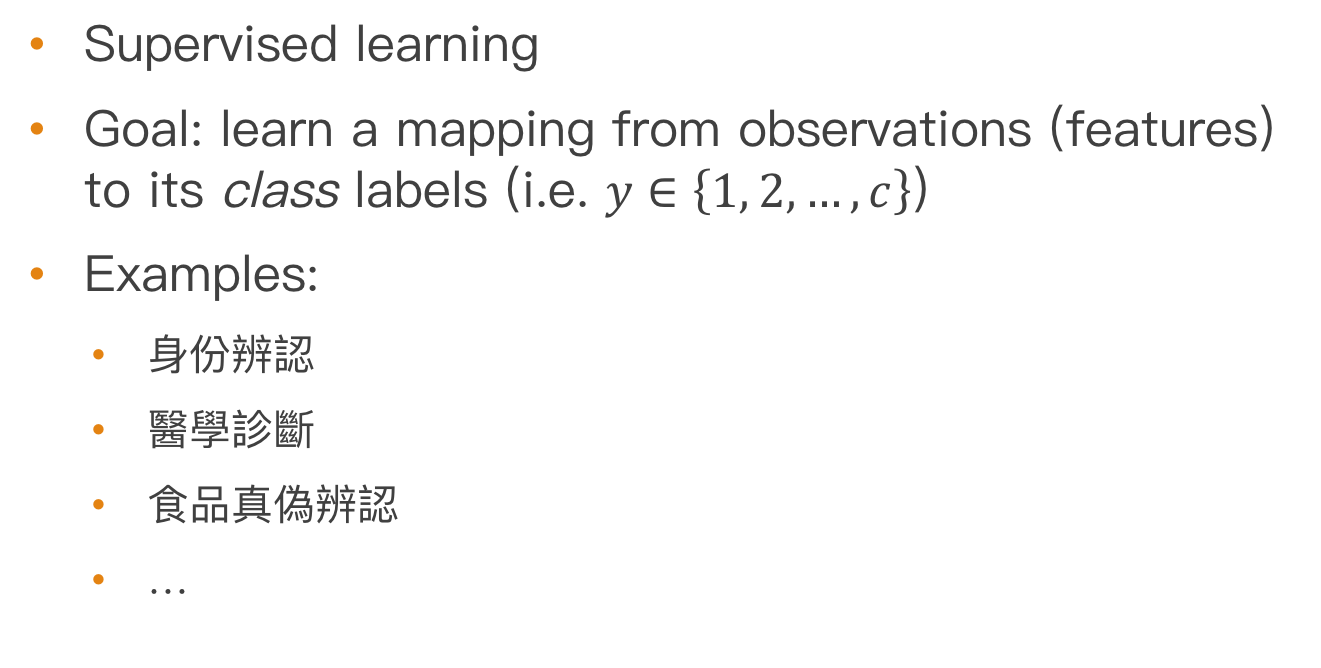 • Supervised learning
• Goal: learn a mapping from observations (features)
to its class labels (i.e. y ∈ {1, 2, … , c})
• Examples:
• 身份辨認
• 醫學診斷
• 食品真偽辨認
• …